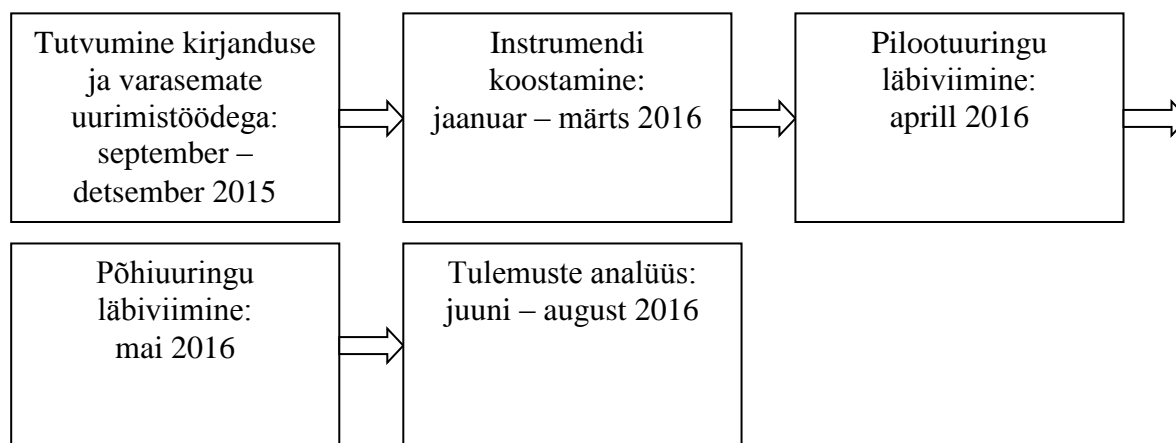 Tutvumine kirjanduse
ja varasemate
uurimistöödega:
september –
detsember 2015
Instrumendi
koostamine:
jaanuar – märts 2016
Pilootuuringu
läbiviimine:
aprill 2016
Põhiuuringu
läbiviimine:
mai 2016
Tulemuste analüüs:
juuni – august 2016